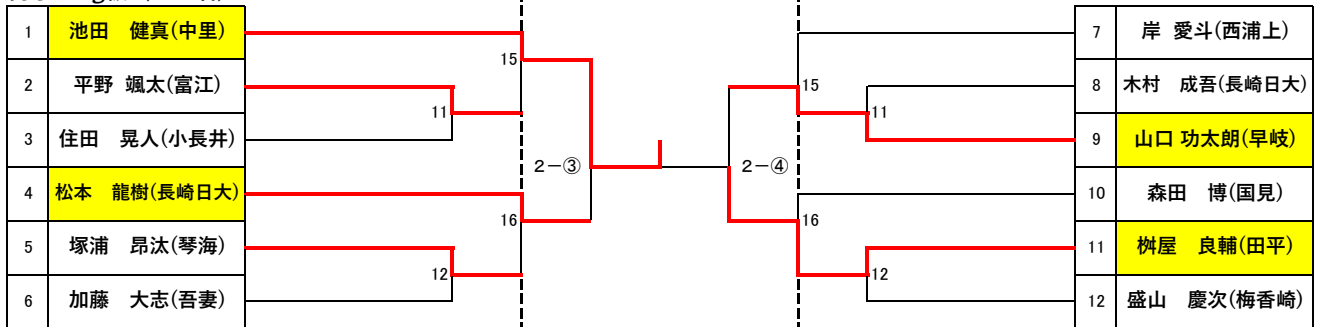 1 池田 健真(中里)
2 平野 颯太(富江)
3 住田 晃人(小長井)
4 松本 龍樹(長崎日大)
5 塚浦 昂汰(琴海)
6 加藤 大志(吾妻)
15
11
2-③
16
12
15
11
2-④
16
12
7 岸 愛斗(西浦上)
8 木村 成吾(長崎日大)
9 山口 功太朗(早岐)
10 森田 博(国見)
11 桝屋 良輔(田平)
12 盛山 慶次(梅香崎)